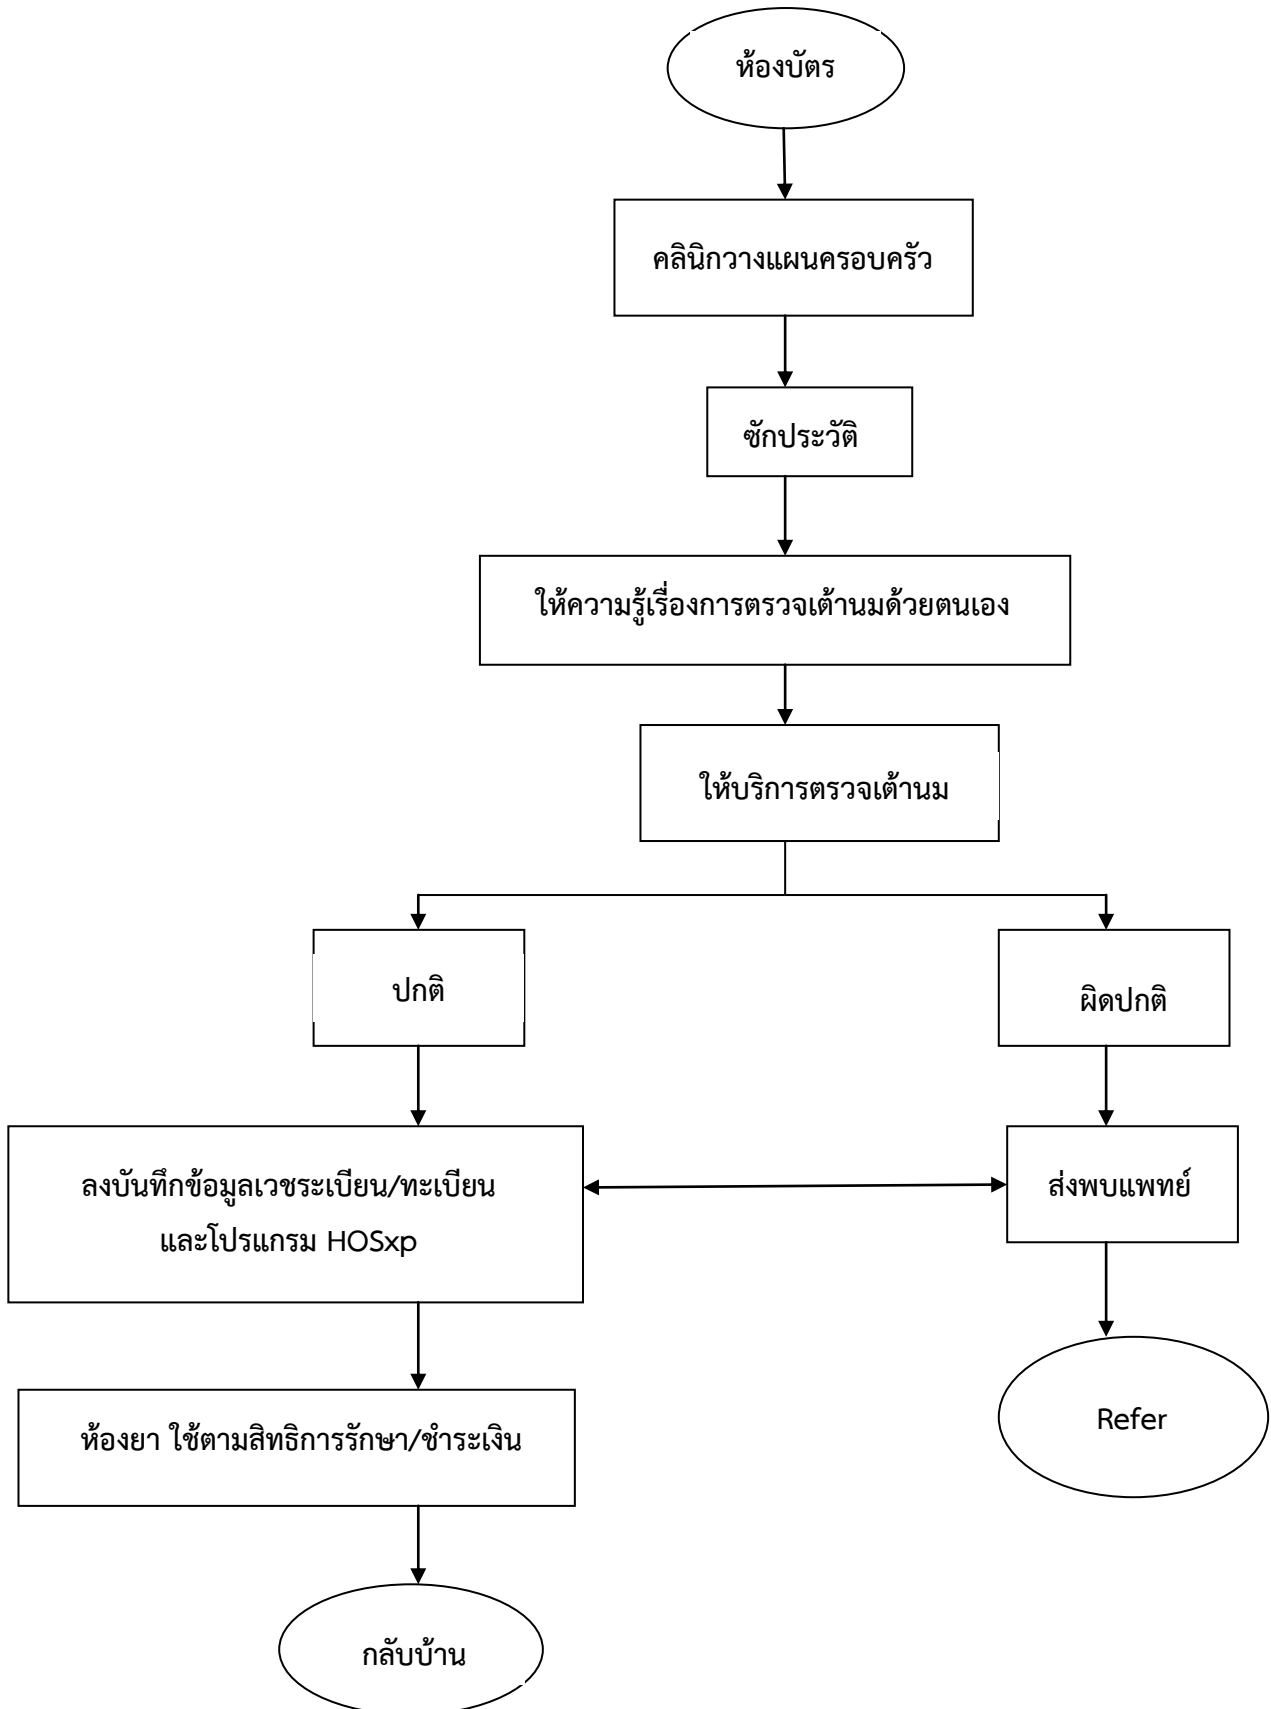 ห้องบัตร
คลินิกวางแผนครอบครัว
ซักประวัติ
ให้ความรู้เรื่องการตรวจเต้านมด้วยตนเอง
ให้บริการตรวจเต้านม
ปกติ
ผิดปกติ
ลงบันทึกข้อมูลเวชระเบียน/ทะเบียน
และโปรแกรม HOSxp
ส่งพบแพทย์
ห้องยา ใช้ตามสิทธิการรักษา/ชำระเงิน
Refer
กลับบ้าน